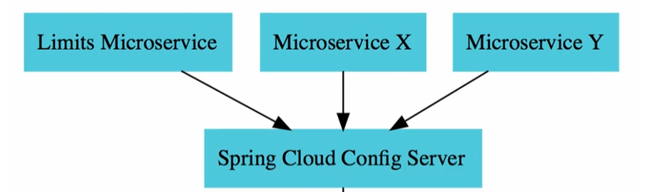 Limits Microservice
Microservice X
Microservice Y
Spring Cloud Config Server